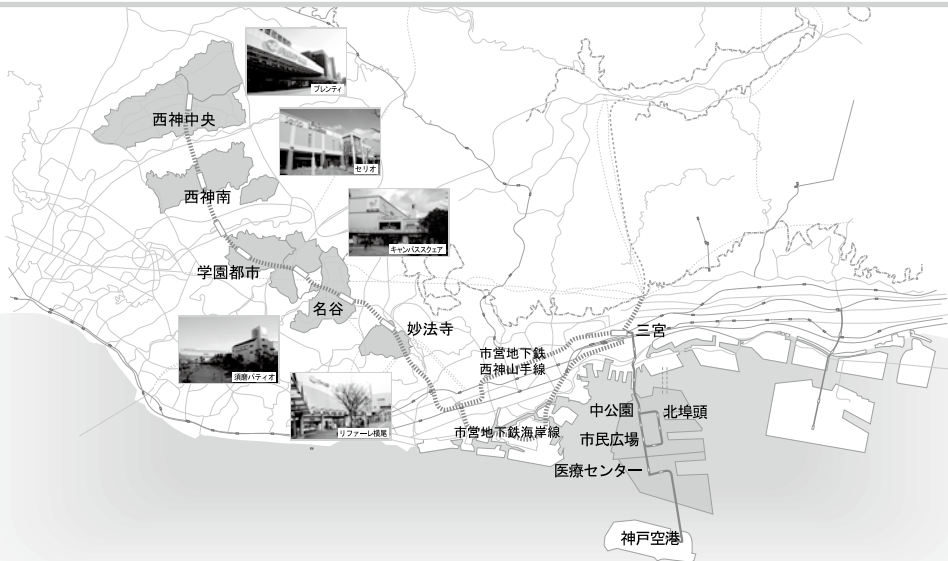 プレンティ
西神中央
セリオ
西神南
キャンパススクェア
学園都市
名谷
妙法寺
三宮
市営地下鉄
西神山手線
須磨パティオ
リファーレ横尾
中公園
北埠頭
市営地下鉄海岸線
市民広場
医療センター
神戸空港